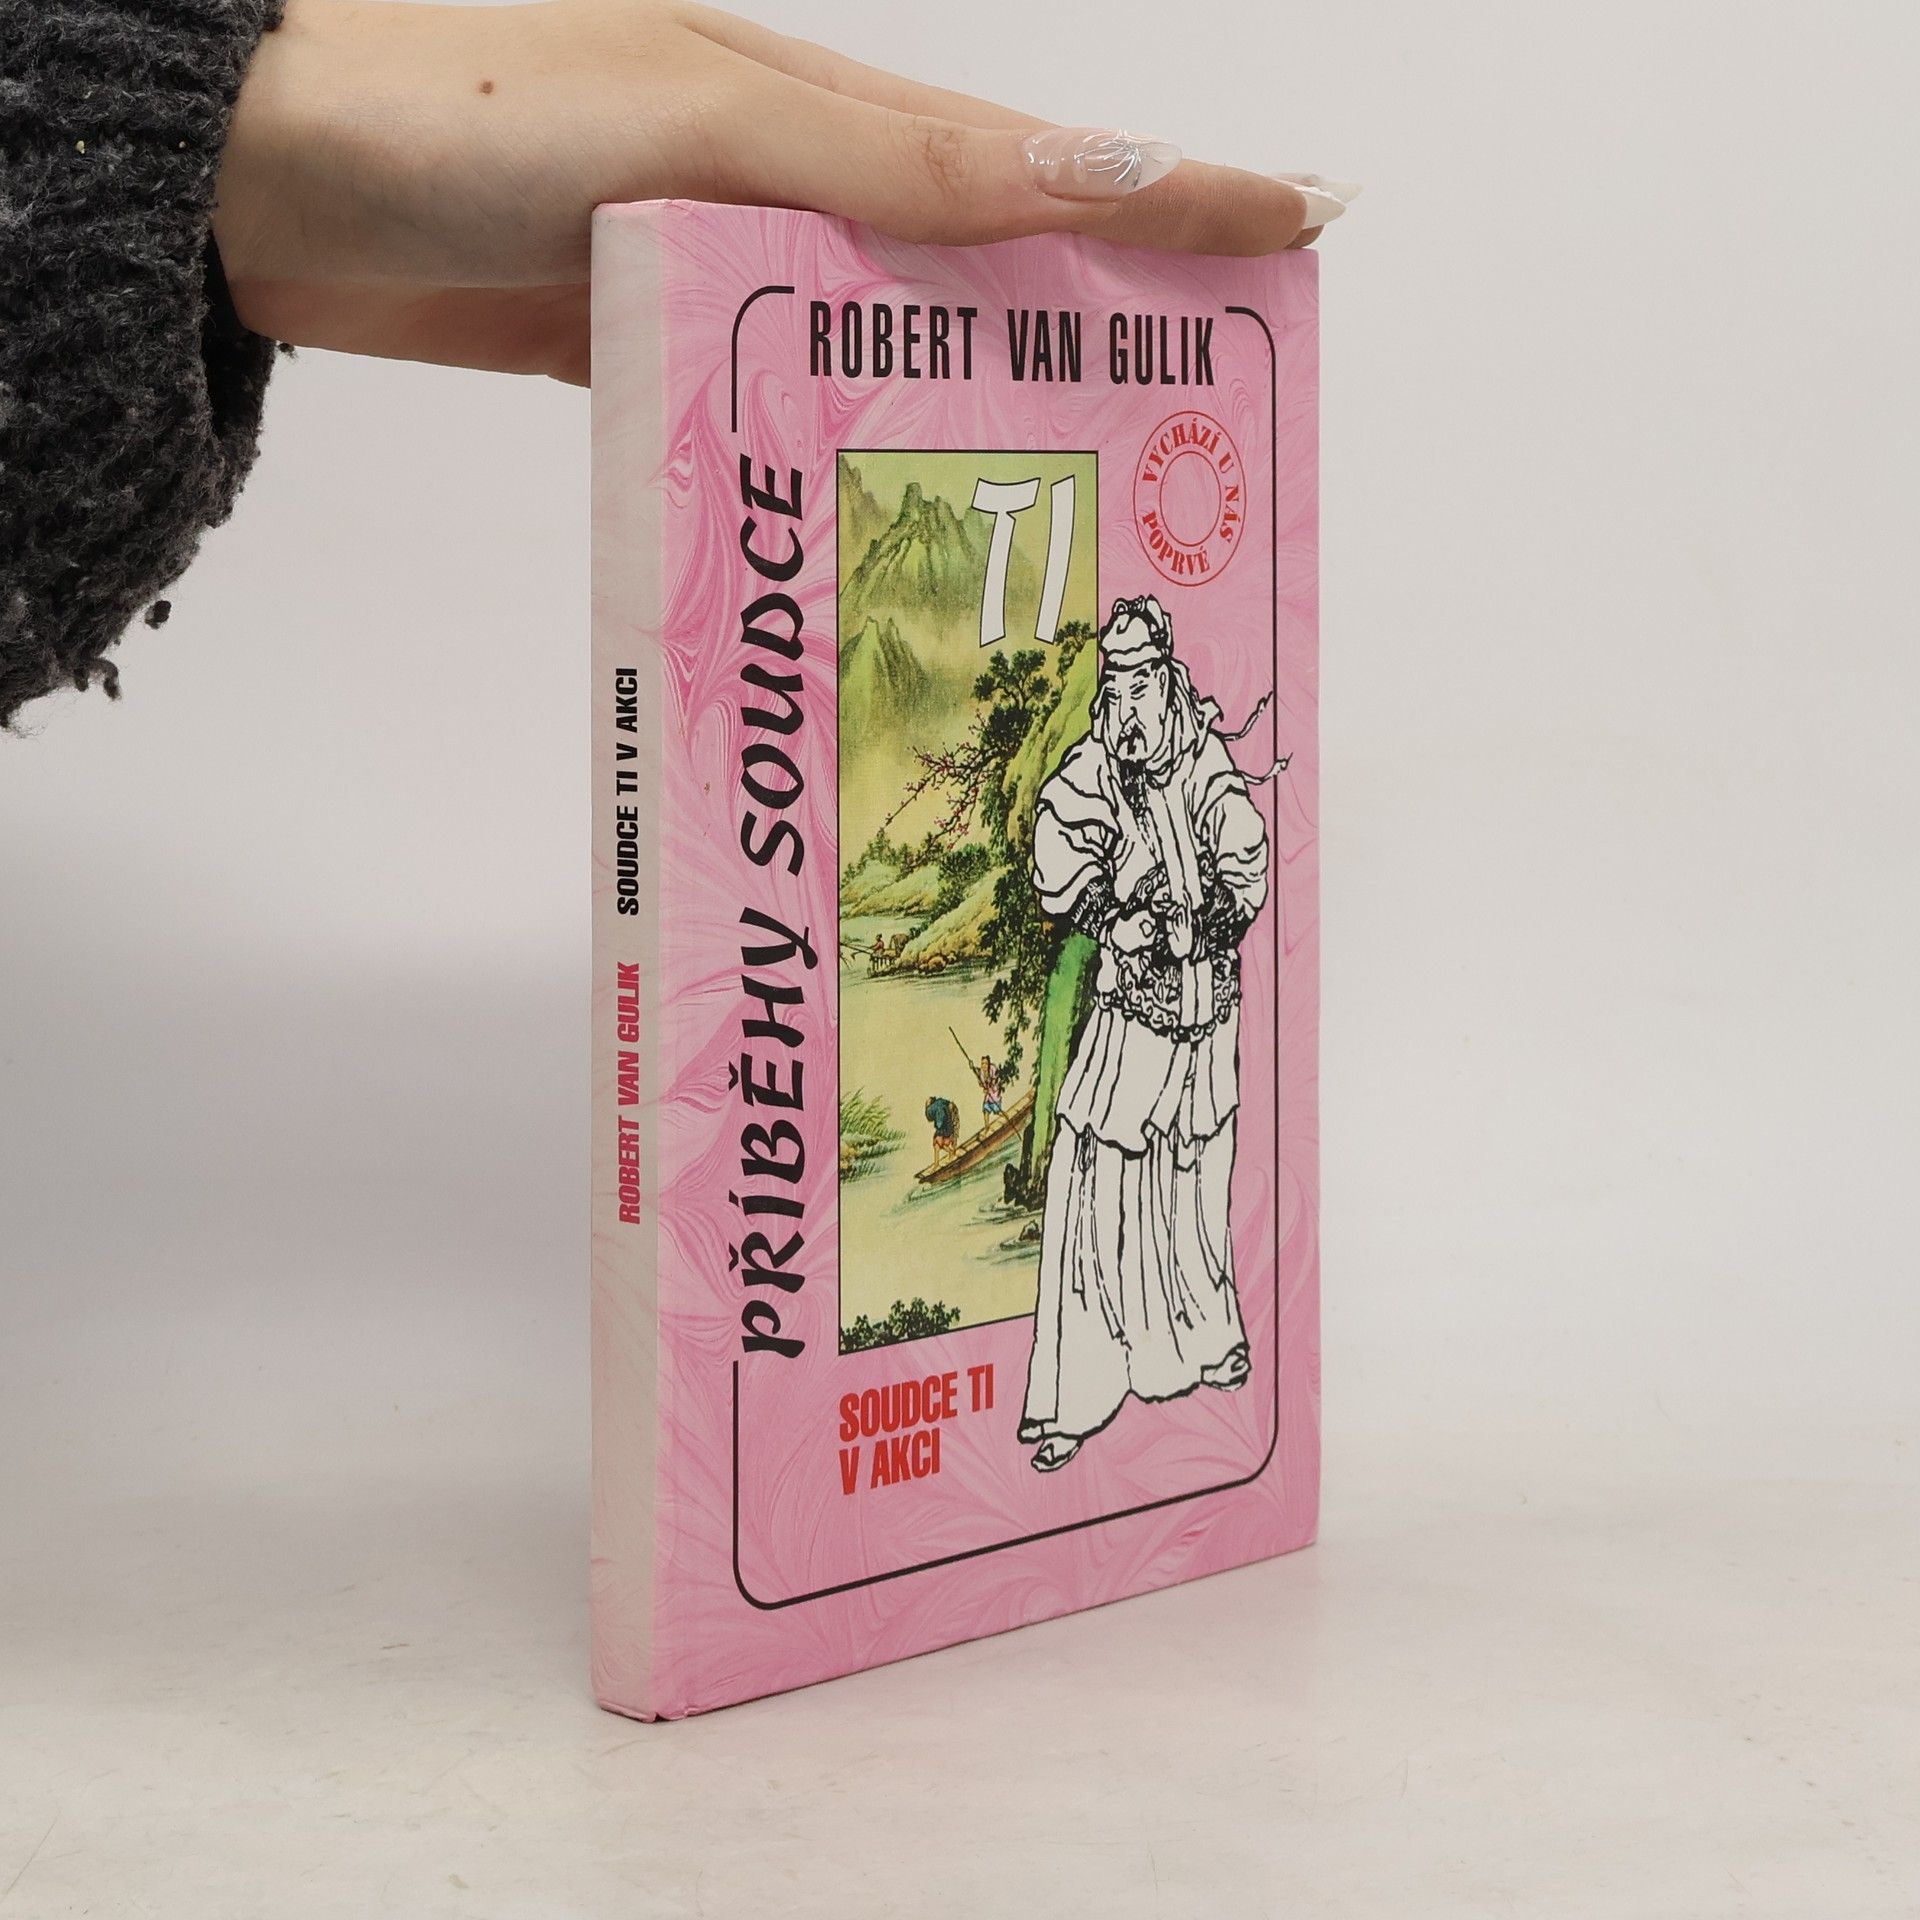 ROBERT VAN GULIK
VYCHÁZÍ U NÁS
POPRVÉ
PŘÍBĚHY SOUDCE
TI
SOUDCE TI
V AKCI
ROBERT VAN GULIK SOUDCE TI V AKCI